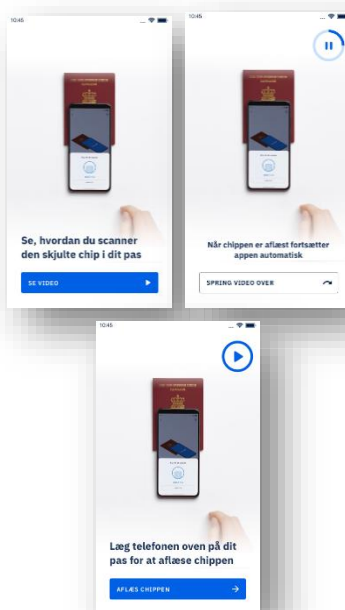 10:45
Se, hvordan du scanner
den skjulte chip i dit pas
SE VIDEO
10:45
Når chippen er aflæst fortsætter
appen automatisk
SPRING VIDEO OVER
10:45
Læg telefonen oven på dit
pas for at aflæse chippen
AFLÆS CHIPPEN